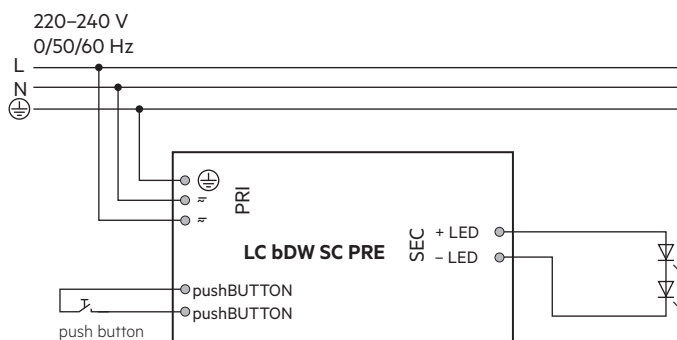 220–240 V
0/50/60 Hz
L
N
PRI
LC bDW SC PRE
SEC
+ LED
– LED
pushBUTTON
pushBUTTON
push button